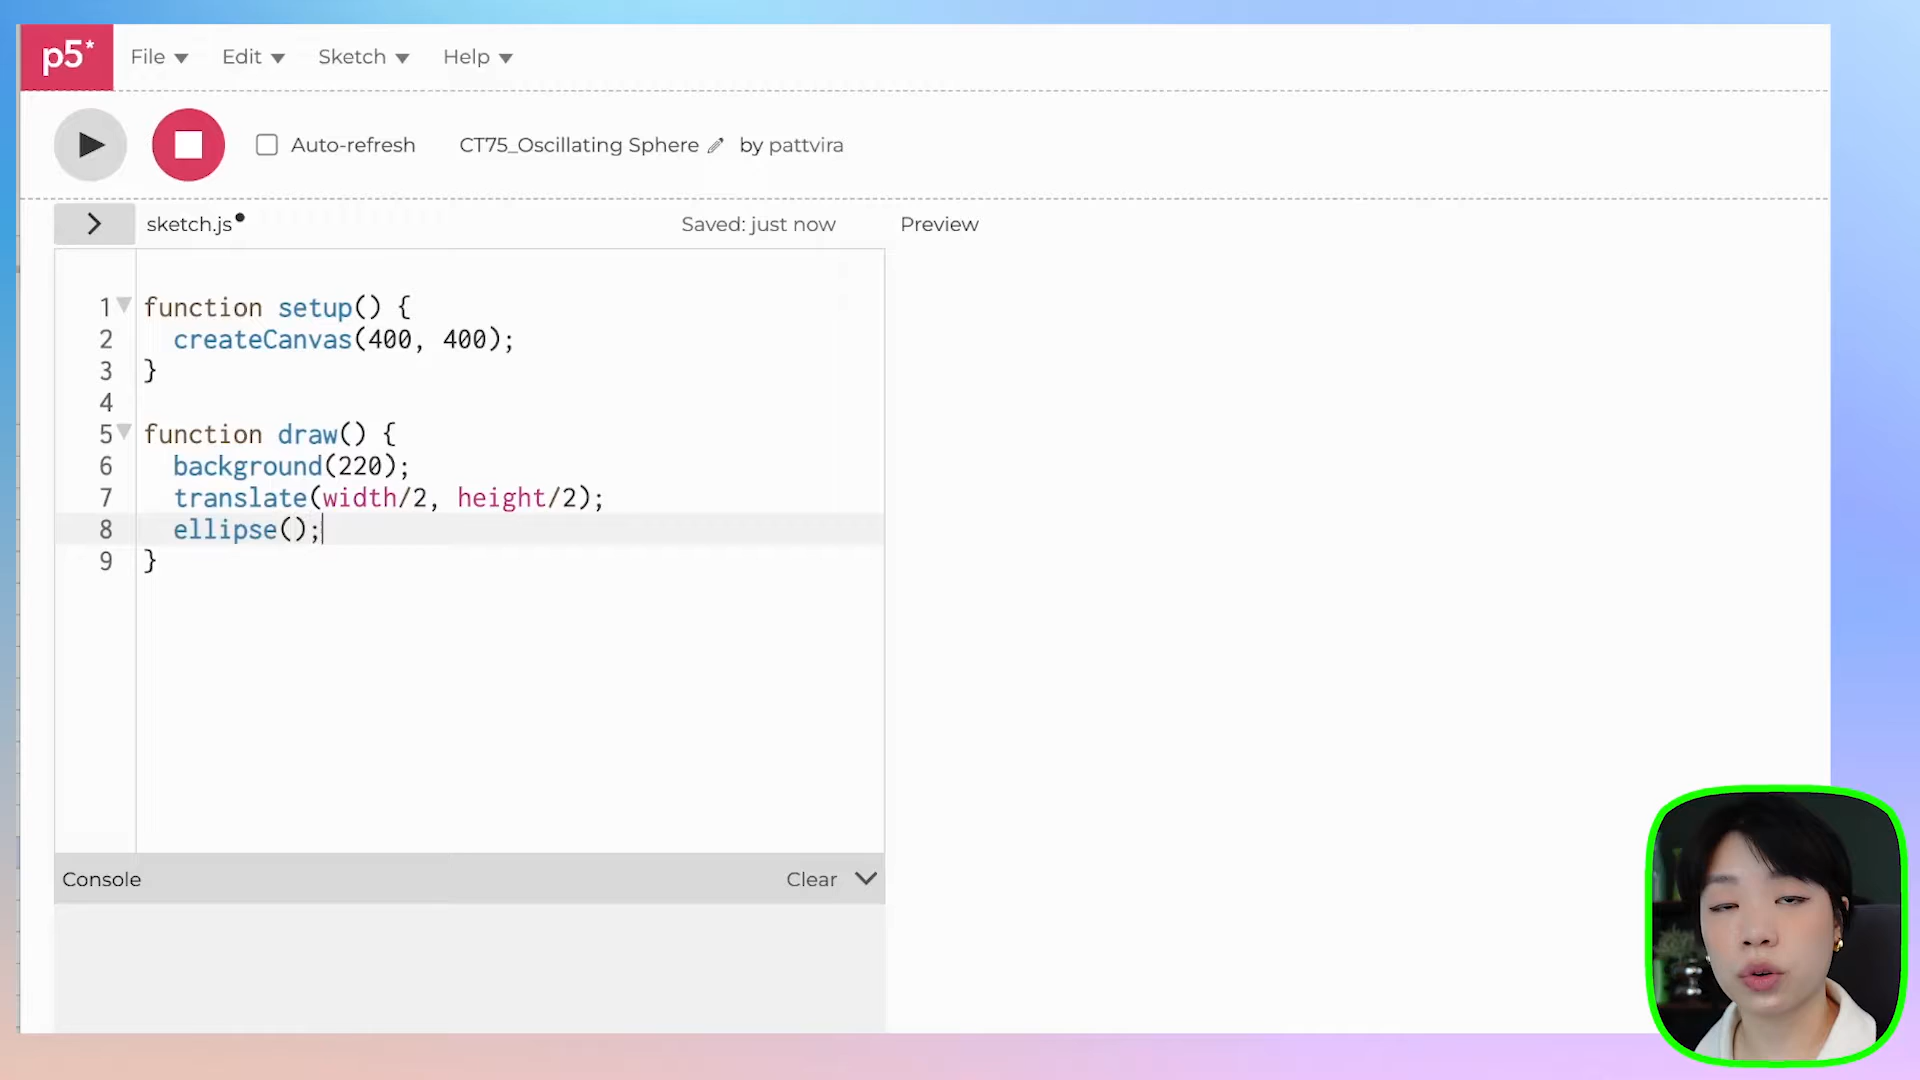 p5* File Edit Sketch Help
Auto-refresh CT75_Oscillating Sphere by pattvira
sketch.js• Saved: just now Preview
1 function setup() {
2 createCanvas(400, 400);
3 }
4
5 function draw() {
6 background(220);
7 translate(width/2, height/2);
8 ellipse();
9 }
Console Clear